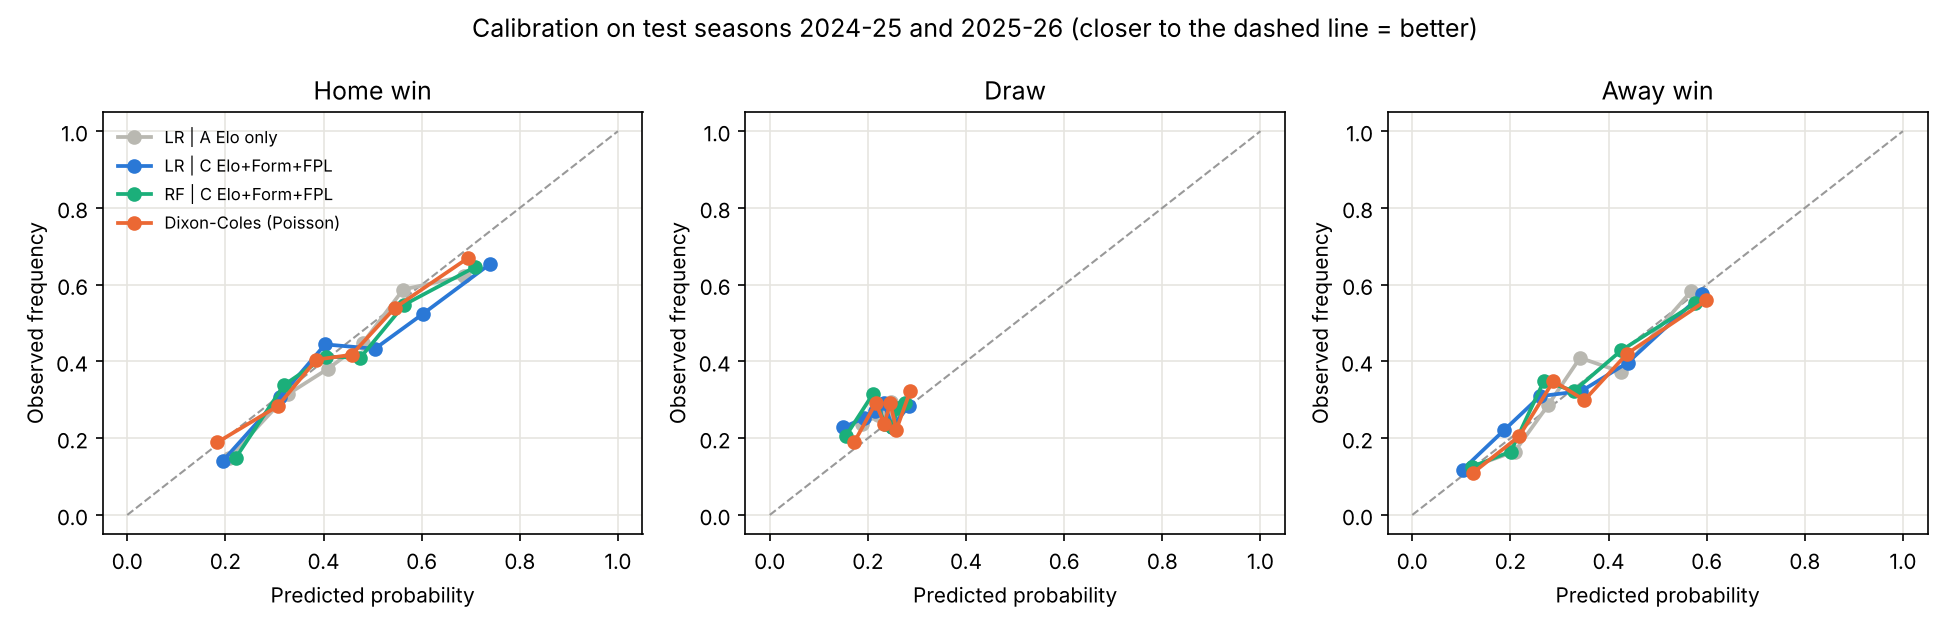 Calibration on test seasons 2024-25 and 2025-26 (closer to the dashed line = better)
Home win
Observed frequency
1.0
0.8
0.6
0.4
0.2
0.0
LR | A Elo only
LR | C Elo+Form+FPL
RF | C Elo+Form+FPL
Dixon-Coles (Poisson)
0.0 0.2 0.4 0.6 0.8 1.0
Predicted probability
Draw
Observed frequency
1.0
0.8
0.6
0.4
0.2
0.0
0.0 0.2 0.4 0.6 0.8 1.0
Predicted probability
Away win
Observed frequency
1.0
0.8
0.6
0.4
0.2
0.0
0.0 0.2 0.4 0.6 0.8 1.0
Predicted probability